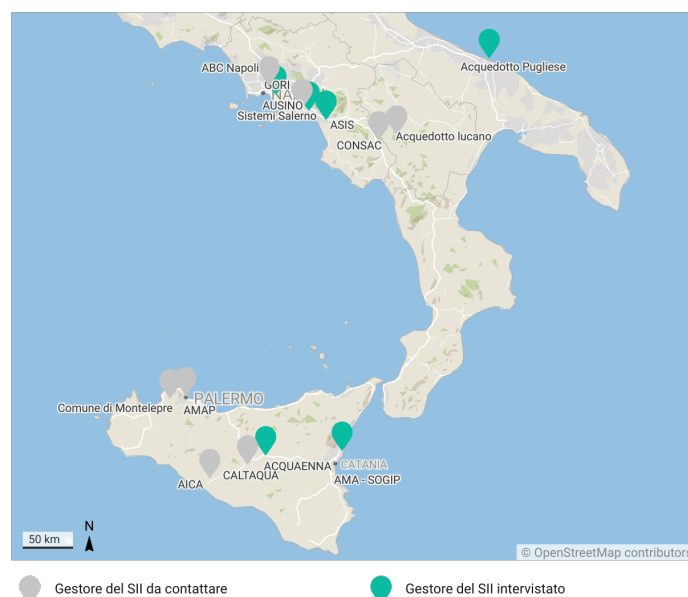 ABC Napoli
Acquedotto Pugliese
GORI
NA
AUSINO
Sistemi Salerno
ASIS
Acquedotto lucano
CONSAC
PALERMO
Comune di Montelepre
AMAP
ACQUAENNA
CATANIA
CALTAQUA
AMA - SOGIP
AICA
50 km
N
© OpenStreetMap contributors
Gestore del SII da contattare
Gestore del SII intervistato